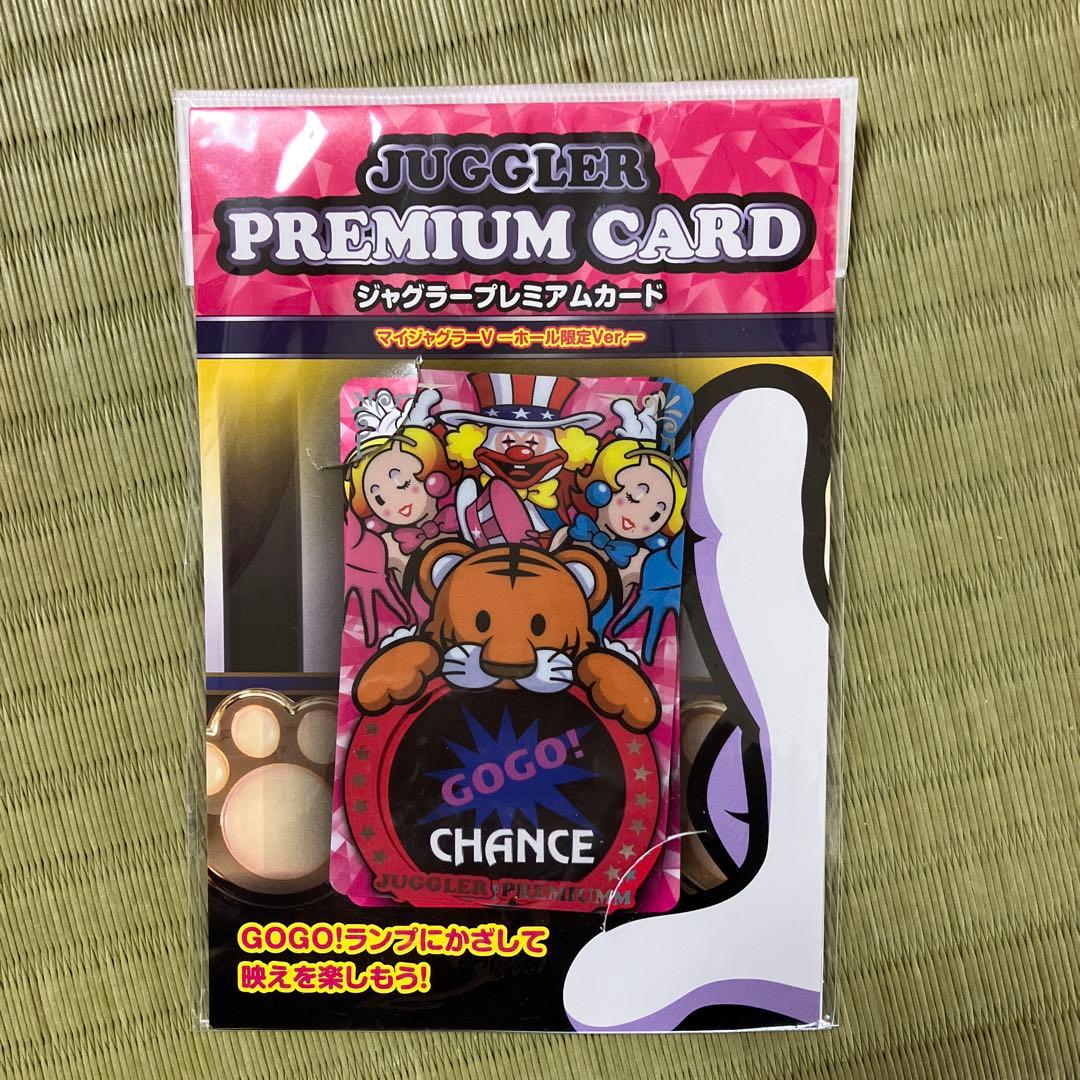 JUGGLER
PREMIUM CARD
ジャグラープレミアムカード
マイジャグラーV ーホール限定Ver.ー
GOGO!
CHANCE
JUGGLER PREMIUMM
GOGO!ランプにかざして
映えを楽しもう!